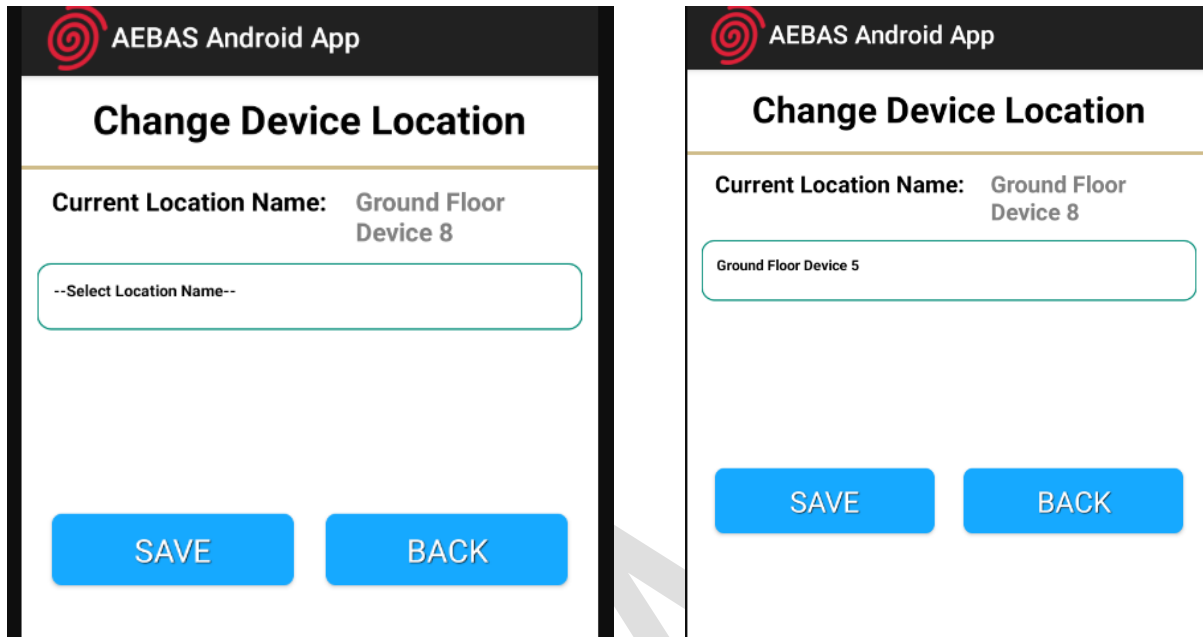 AEBAS Android App
Change Device Location
Current Location Name: Ground Floor
Device 8
--Select Location Name--
SAVE BACK
AEBAS Android App
Change Device Location
Current Location Name: Ground Floor
Device 8
Ground Floor Device 5
SAVE BACK